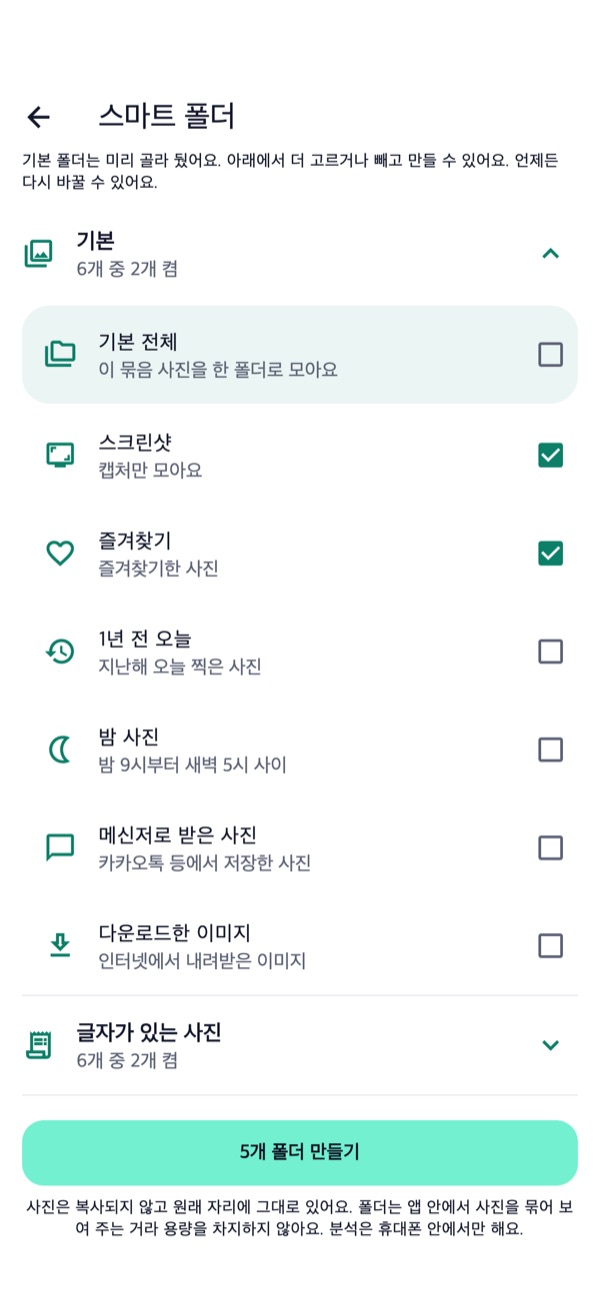 스마트 폴더
기본 폴더는 미리 골라 뒀어요. 아래에서 더 고르거나 빼고 만들 수 있어요. 언제든
다시 바꿀 수 있어요.
기본
6개 중 2개 켬
기본 전체
이 묶음 사진을 한 폴더로 모아요
스크린샷
캡처만 모아요
즐겨찾기
즐겨찾기한 사진
1년 전 오늘
지난해 오늘 찍은 사진
밤 사진
밤 9시부터 새벽 5시 사이
메신저로 받은 사진
카카오톡 등에서 저장한 사진
다운로드한 이미지
인터넷에서 내려받은 이미지
글자가 있는 사진
6개 중 2개 켬
5개 폴더 만들기
사진은 복사되지 않고 원래 자리에 그대로 있어요. 폴더는 앱 안에서 사진을 묶어 보
여 주는 거라 용량을 차지하지 않아요. 분석은 휴대폰 안에서만 해요.